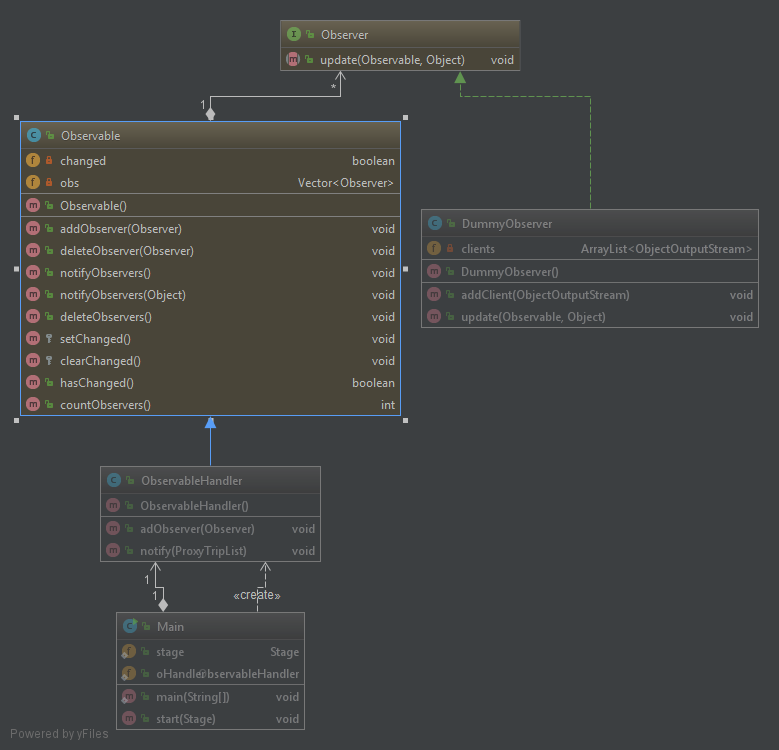 Observer
update(Observable, Object) void
1
*
Observable
changed boolean
obs Vector<Observer>
Observable()
addObserver(Observer) void
deleteObserver(Observer) void
notifyObservers() void
notifyObservers(Object) void
deleteObservers() void
setChanged() void
clearChanged() void
hasChanged() boolean
countObservers() int
DummyObserver
clients ArrayList<ObjectOutputStream>
DummyObserver()
addClient(ObjectOutputStream) void
update(Observable, Object) void
ObservableHandler
ObservableHandler()
adObserver(Observer) void
notify(ProxyTripList) void
1
1
«create»
Main
stage Stage
main(String[]) void
start(Stage) void
Powered by yFiles